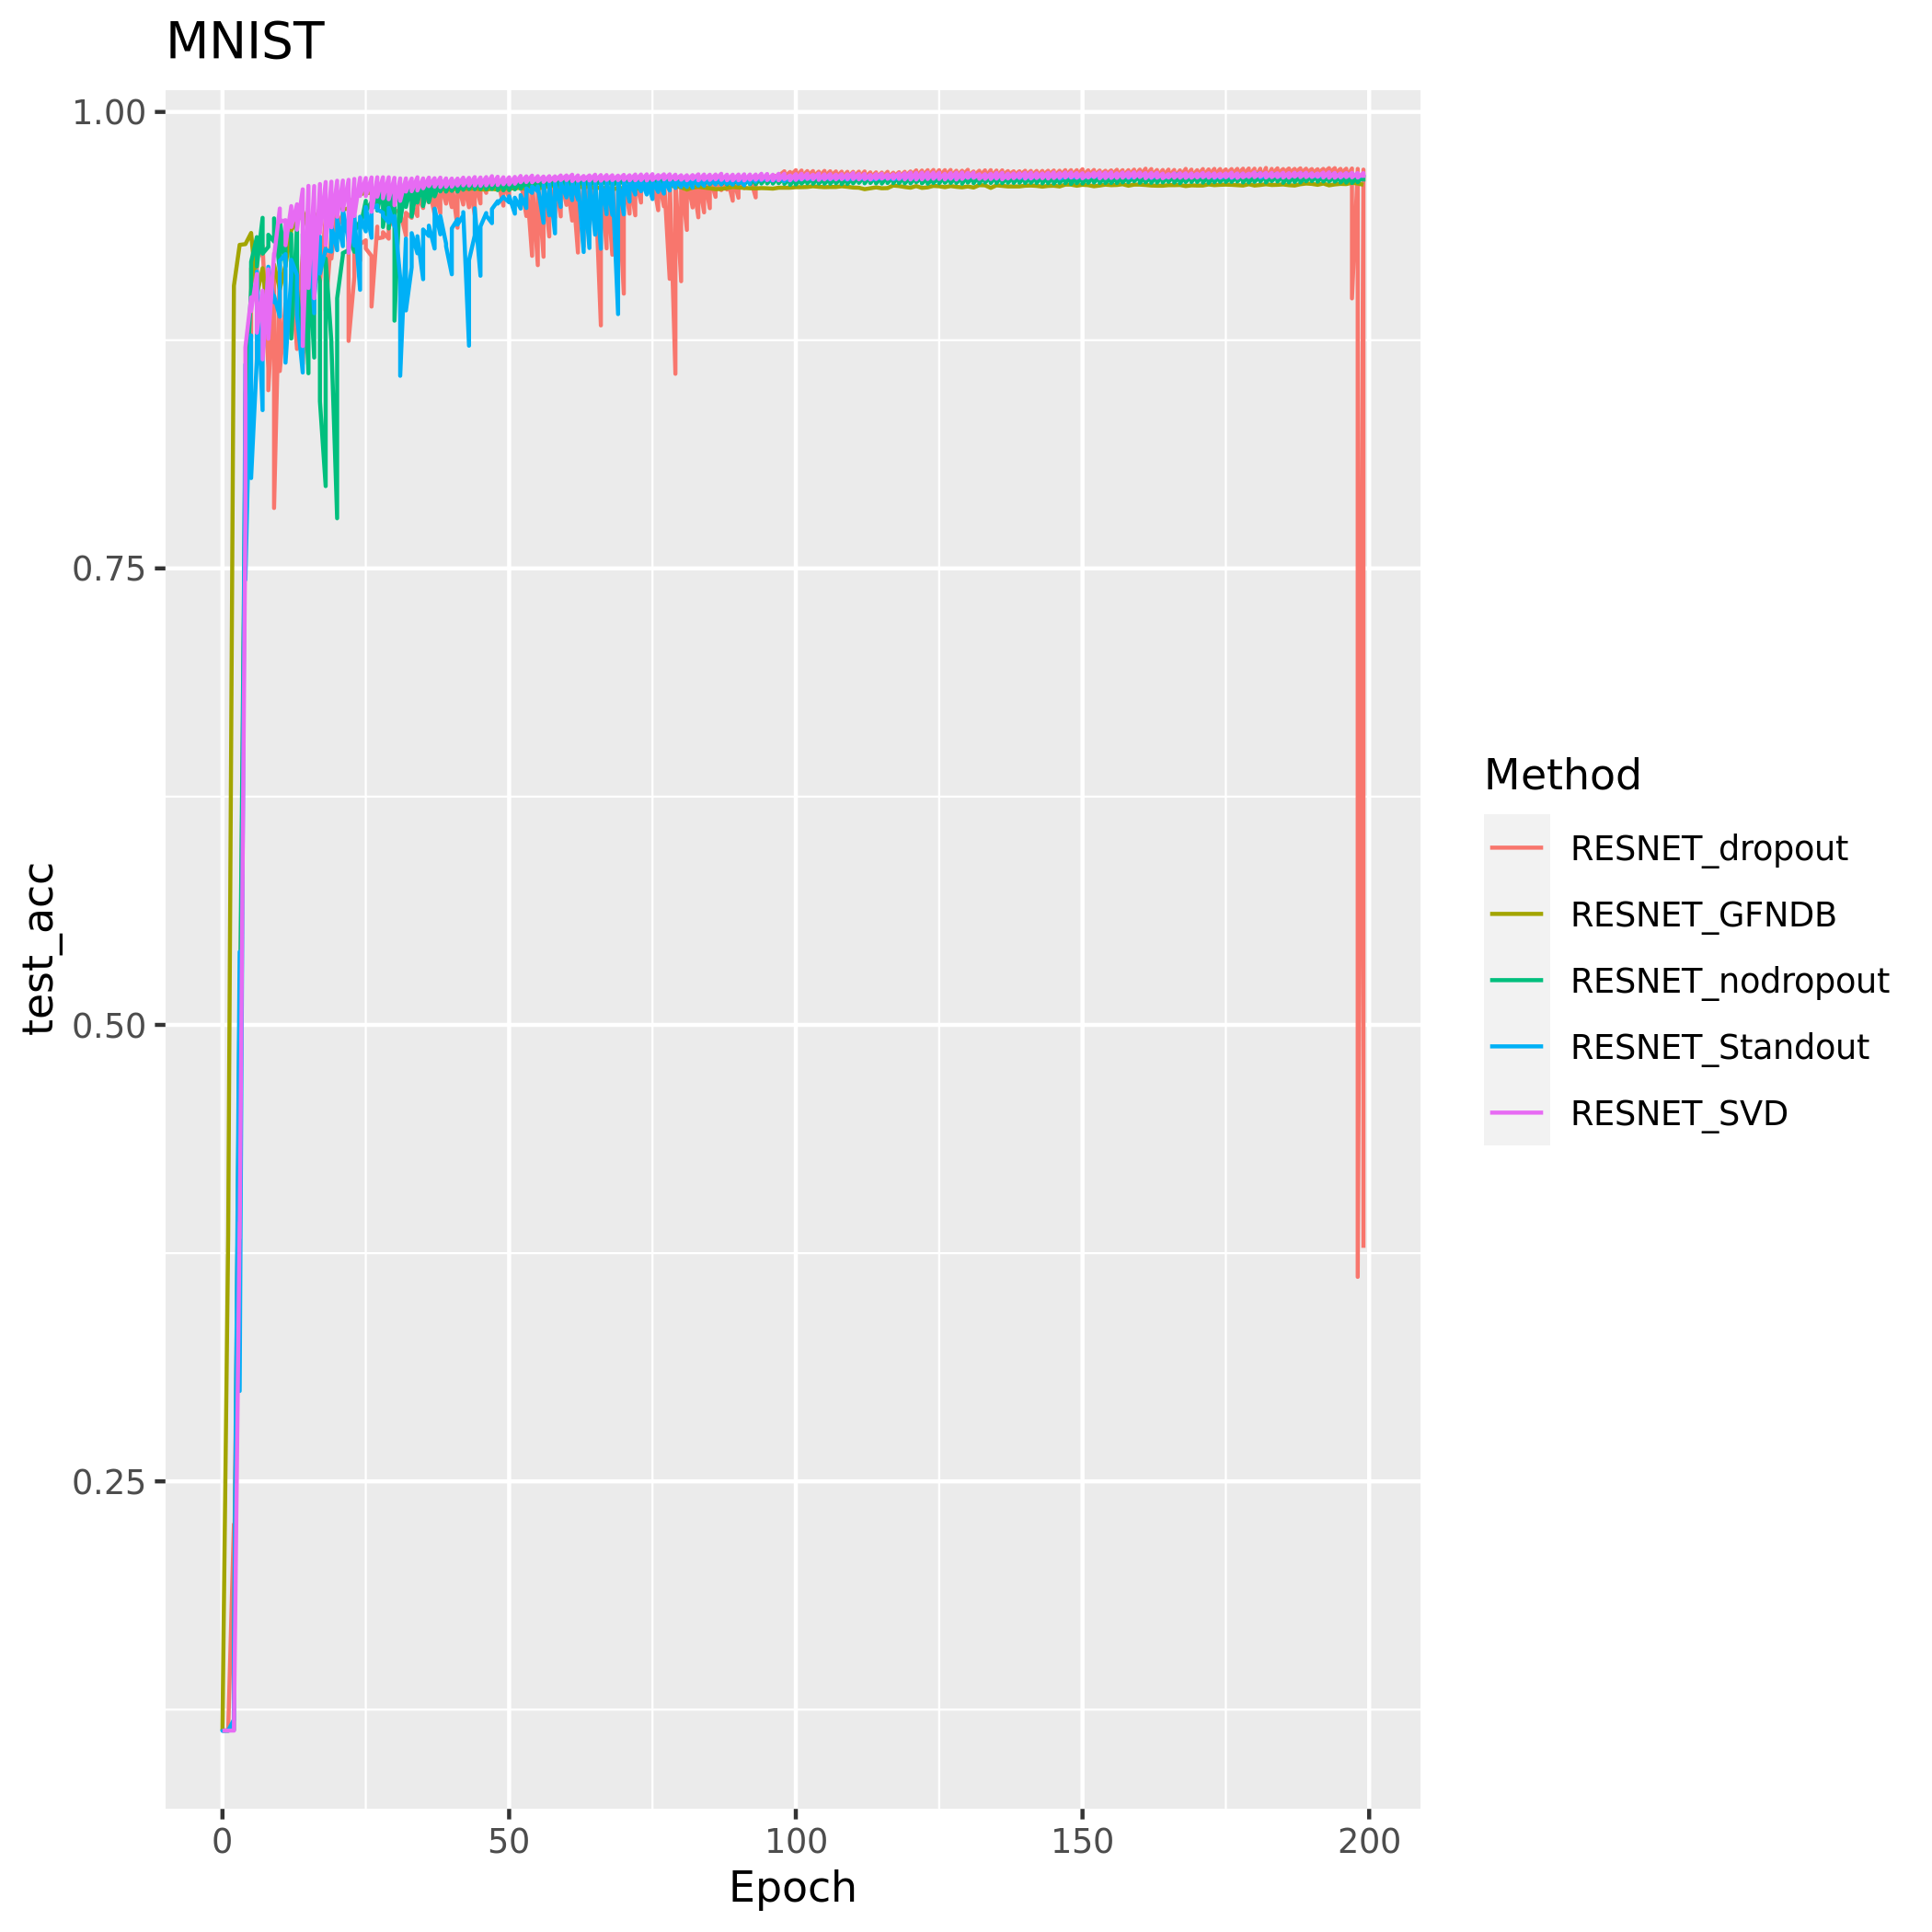 MNIST
1.00
0.75
0.50
0.25
test_acc
0
50
100
150
200
Epoch
Method
RESNET_dropout
RESNET_GFNDB
RESNET_nodropout
RESNET_Standout
RESNET_SVD